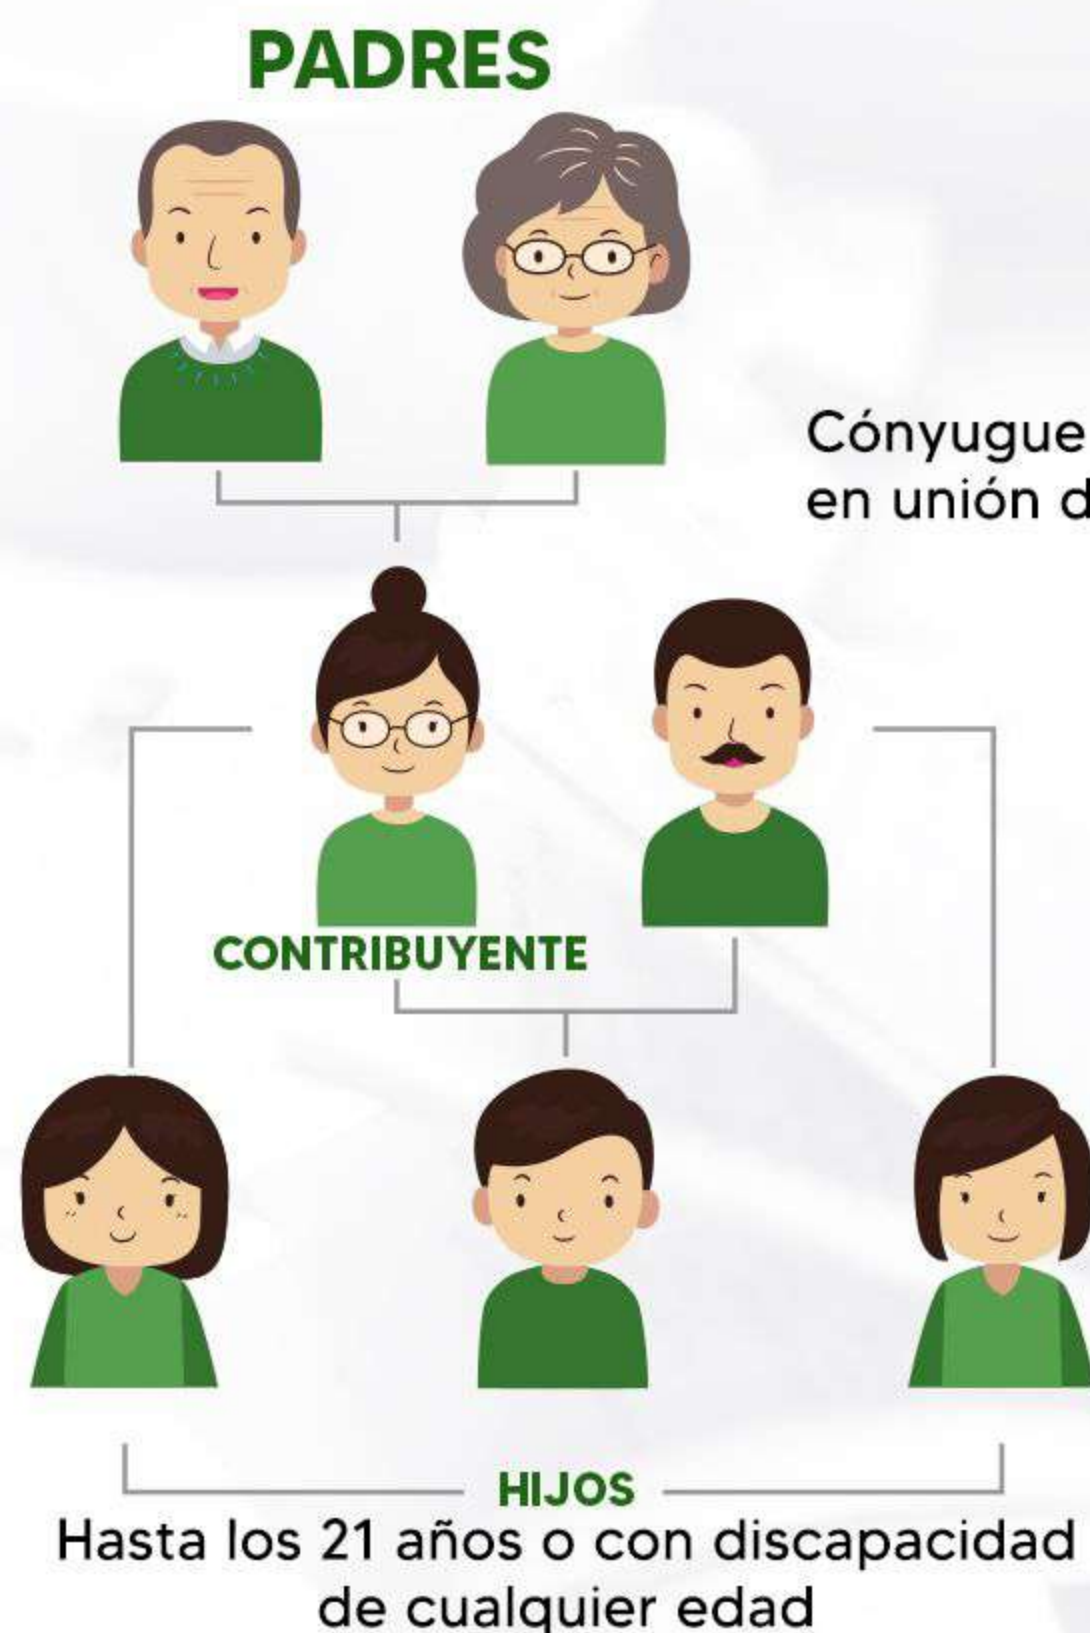 PADRES
Cónyugue
en unión d
CONTRIBUYENTE
HIJOS
Hasta los 21 años o con discapacidad
de cualquier edad